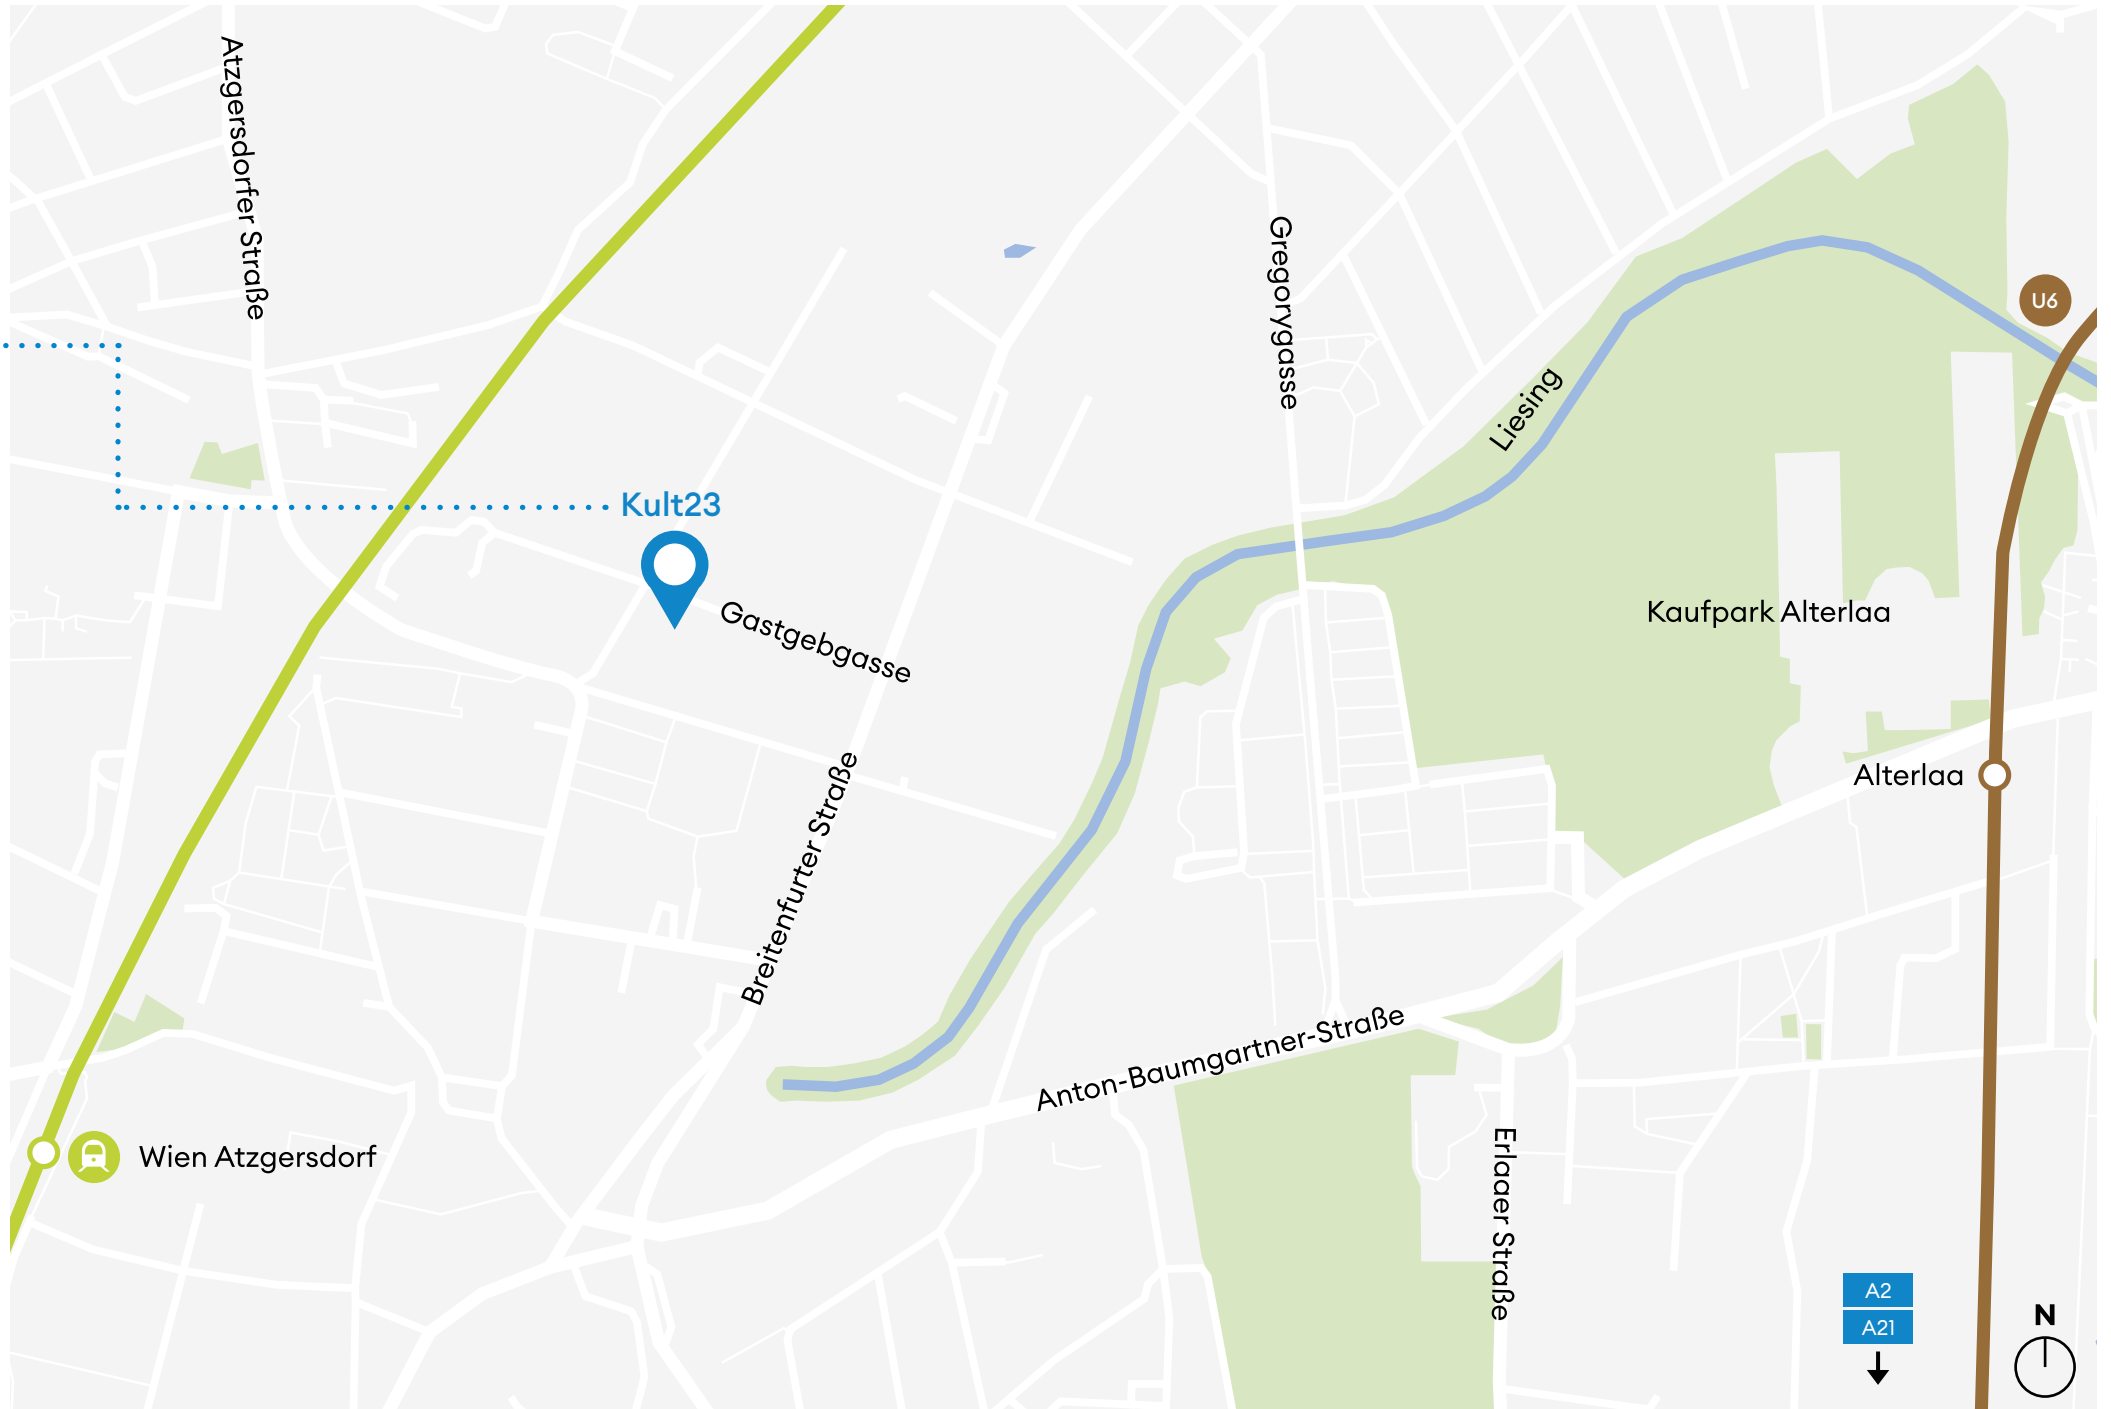 Atzgersdorfer Straße
Gregorygasse
U6
Liesing
Kult23
Gastgebgasse
Kaufpark Alterlaa
Breitenfurter Straße
Alterlaa
Anton-Baumgartner-Straße
Wien Atzgersdorf
Erlaaer Straße
A2
A21
N